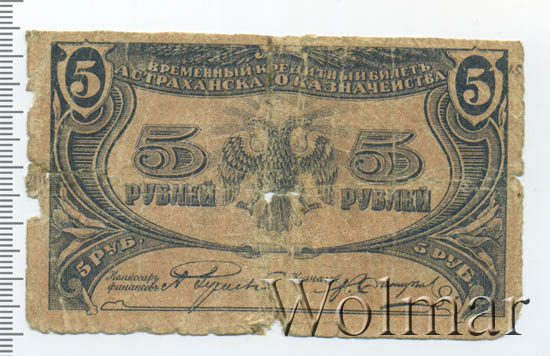 5 5
ВРЕМЕННЫЙ КРЕДИТНЫЙ БИЛЕТЪ
АСТРАХАНСКАГО КАЗНАЧЕЙСТВА
5 5
РУБЛЕЙ РУБЛЕЙ
5 РУБ. 5 РУБ.
Комиссаръ
финансовъ
Wolmar